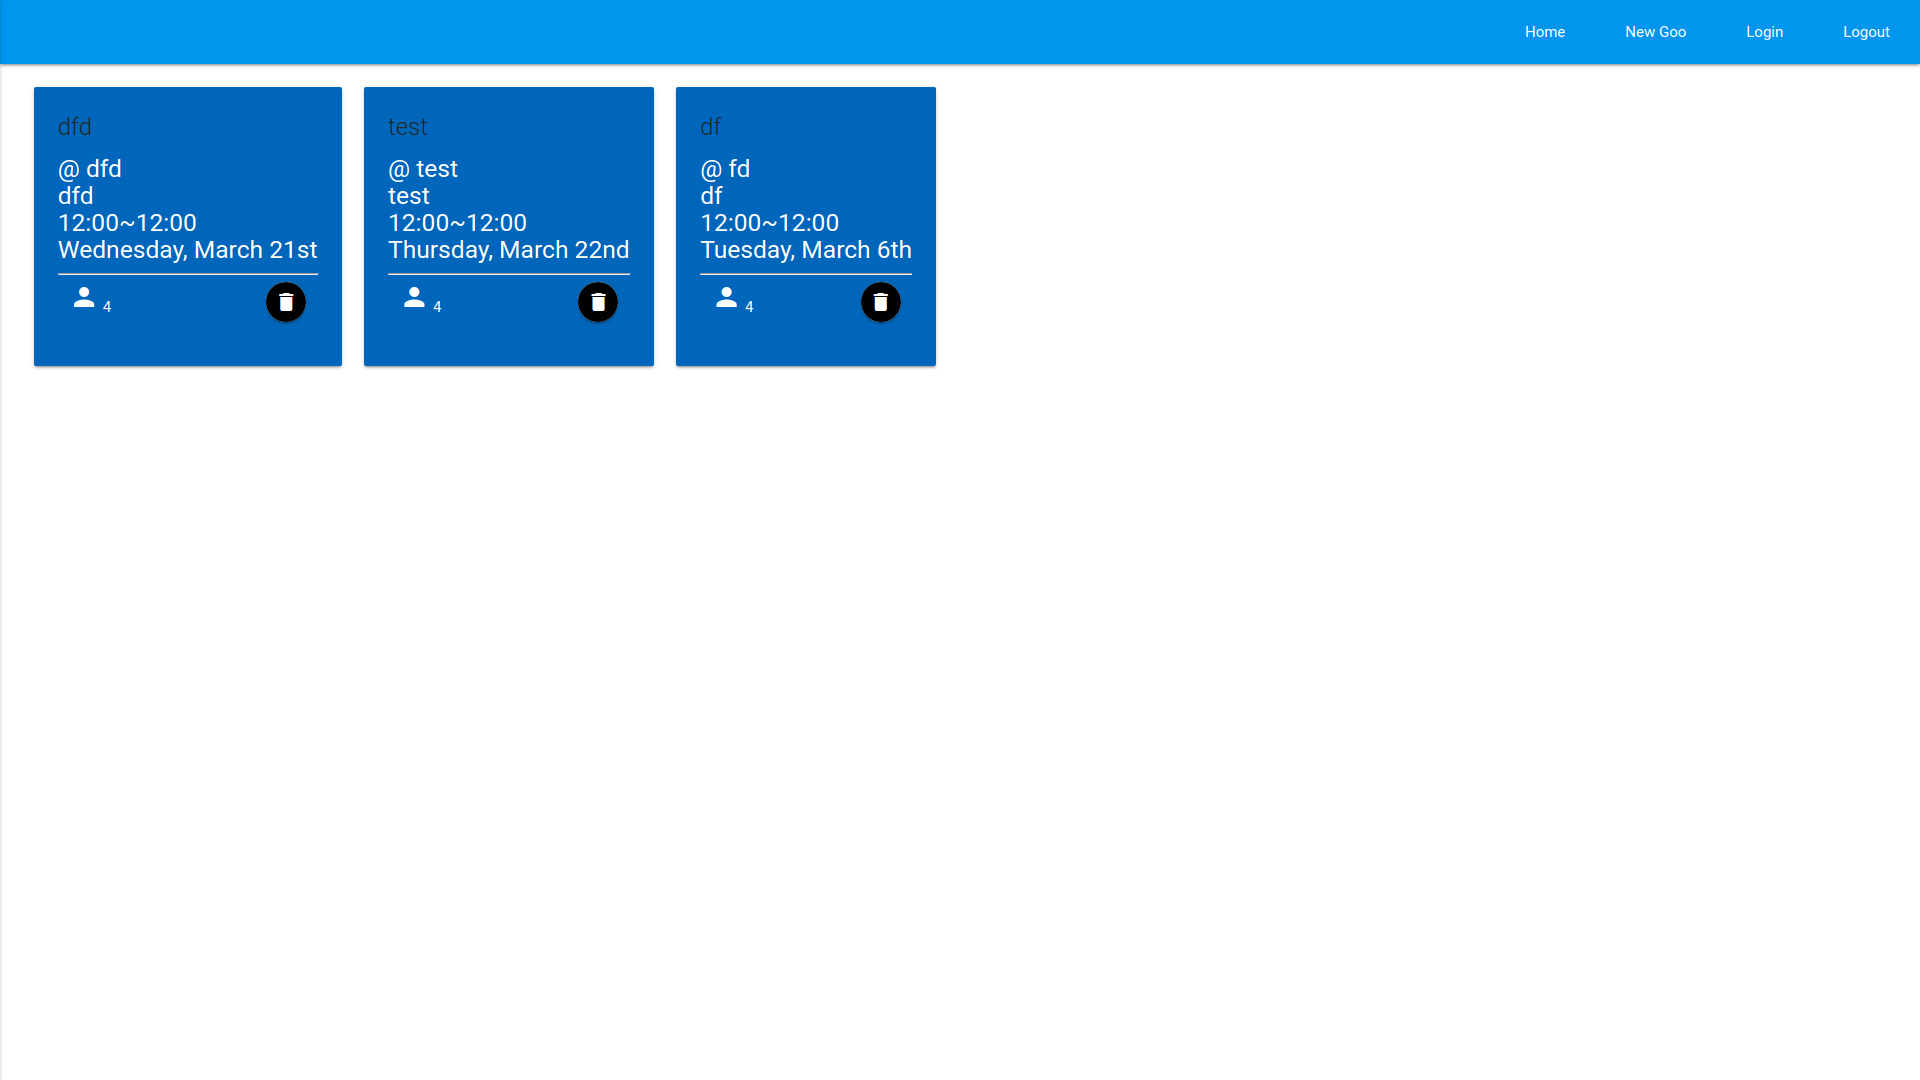 Home New Goo Login Logout
dfd
@ dfd
dfd
12:00~12:00
Wednesday, March 21st
4
test
@ test
test
12:00~12:00
Thursday, March 22nd
4
df
@ fd
df
12:00~12:00
Tuesday, March 6th
4